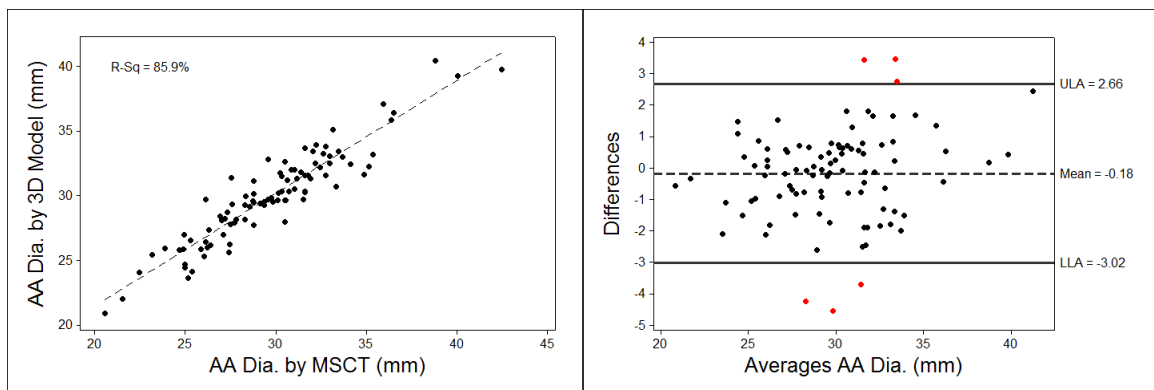 R-Sq = 85.9%
AA Dia. by 3D Model (mm)
40
35
30
25
20
20 25 30 35 40 45
AA Dia. by MSCT (mm)
Differences
4
3
2
1
0
-1
-2
-3
-4
-5
ULA = 2.66
Mean = -0.18
LLA = -3.02
20 25 30 35 40
Averages AA Dia. (mm)